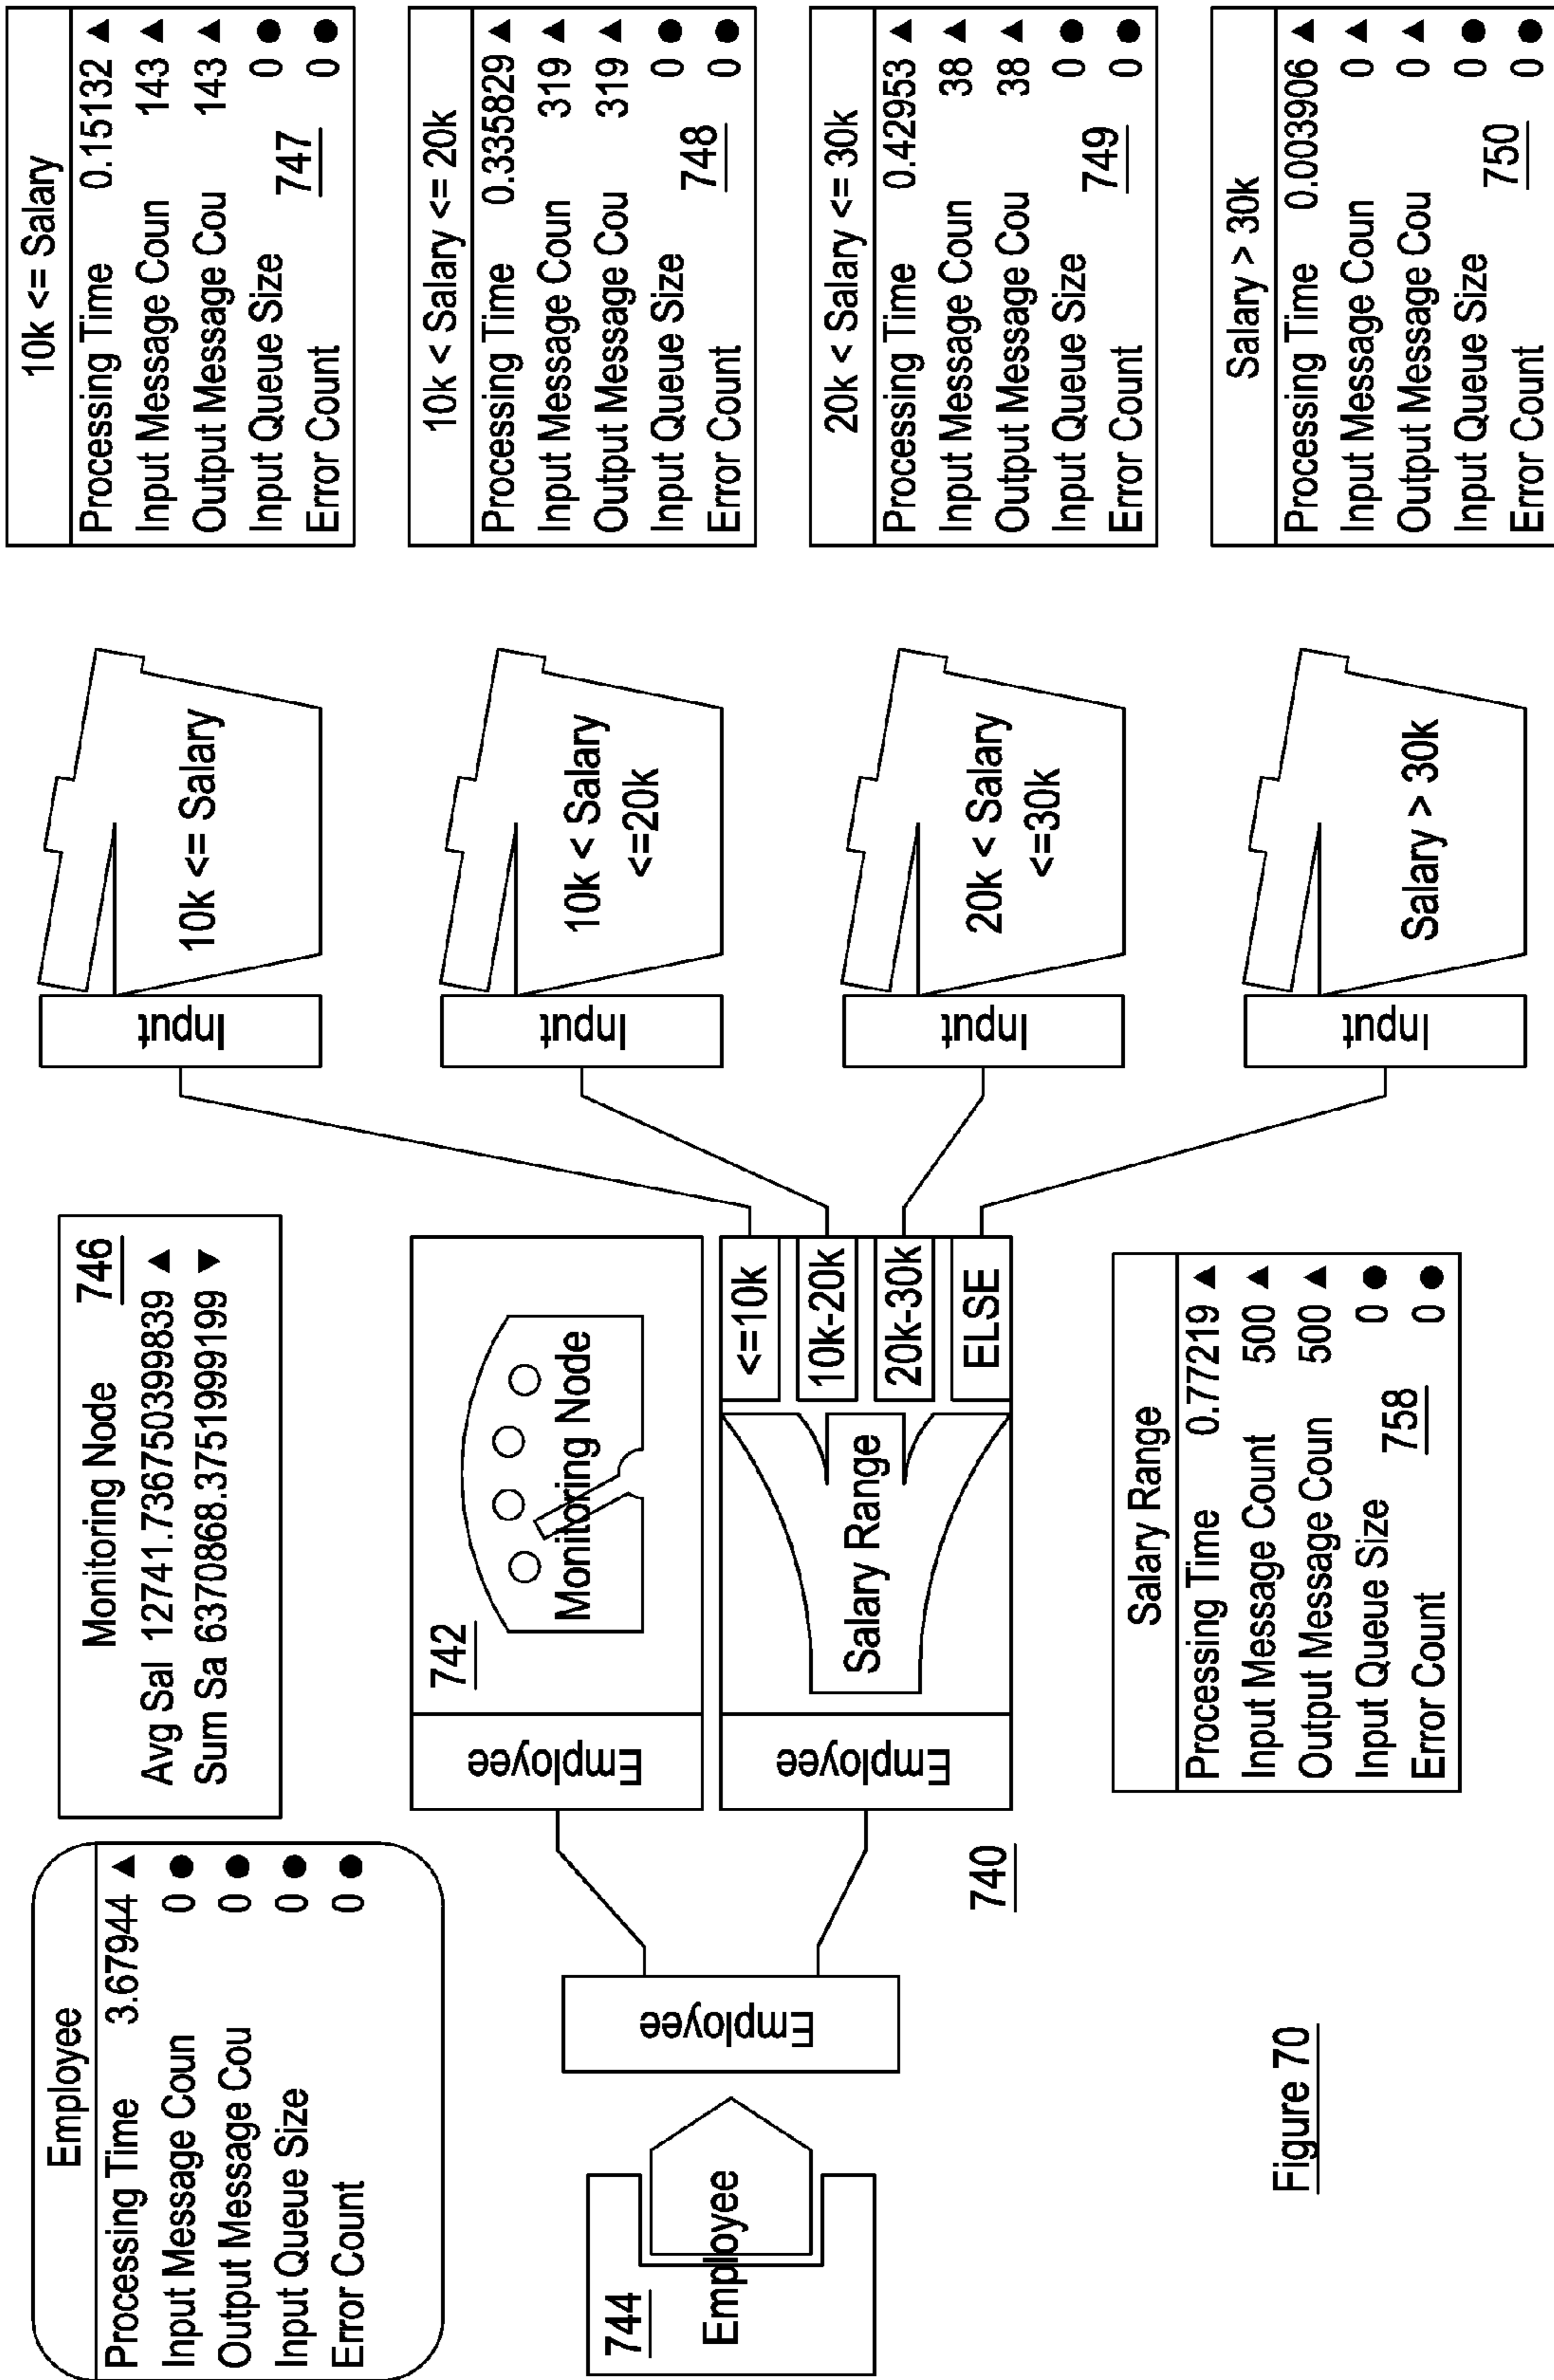 Employee
Processing Time 3.67944 ▲
Input Message Coun 0 ●
Output Message Cou 0 ●
Input Queue Size 0 ●
Error Count 0 ●
Monitoring Node 746
Avg Sal 12741.73675039983​9 ▲
Sum Sa 6370868.37519991​99 ▼
744
Employee
Employee
740
Employee
742
Monitoring Node
Employee
Salary Range
<=10k
10k-20k
20k-30k
ELSE
Salary Range
Processing Time 0.77219 ▲
Input Message Count 500 ▲
Output Message Coun 500 ▲
Input Queue Size 0 ●
758
Error Count 0 ●
Input
10k <= Salary
Input
10k < Salary
<=20k
Input
20k < Salary
<=30k
Input
Salary > 30k
10k <= Salary
Processing Time 0.15132 ▲
Input Message Coun 143 ▲
Output Message Cou 143 ▲
Input Queue Size 0 ●
747
Error Count 0 ●
10k < Salary <= 20k
Processing Time 0.335829 ▲
Input Message Coun 319 ▲
Output Message Cou 319 ▲
Input Queue Size 0 ●
748
Error Count 0 ●
20k < Salary <= 30k
Processing Time 0.42953 ▲
Input Message Coun 38 ▲
Output Message Cou 38 ▲
Input Queue Size 0 ●
749
Error Count 0 ●
Salary > 30k
Processing Time 0.003906 ▲
Input Message Coun 0 ▲
Output Message Cou 0 ▲
Input Queue Size 0 ●
750
Error Count 0 ●
Figure 70